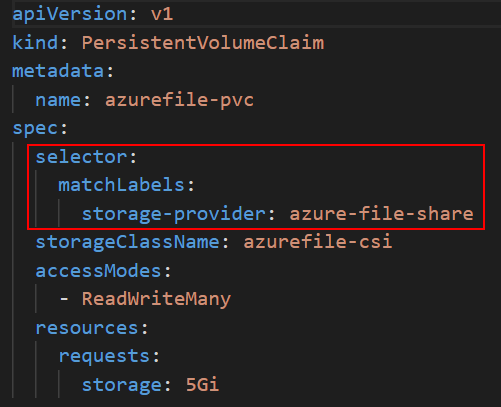 apiVersion: v1
kind: PersistentVolumeClaim
metadata:
  name: azurefile-pvc
spec:
  selector:
    matchLabels:
      storage-provider: azure-file-share
  storageClassName: azurefile-csi
  accessModes:
    - ReadWriteMany
  resources:
    requests:
      storage: 5Gi